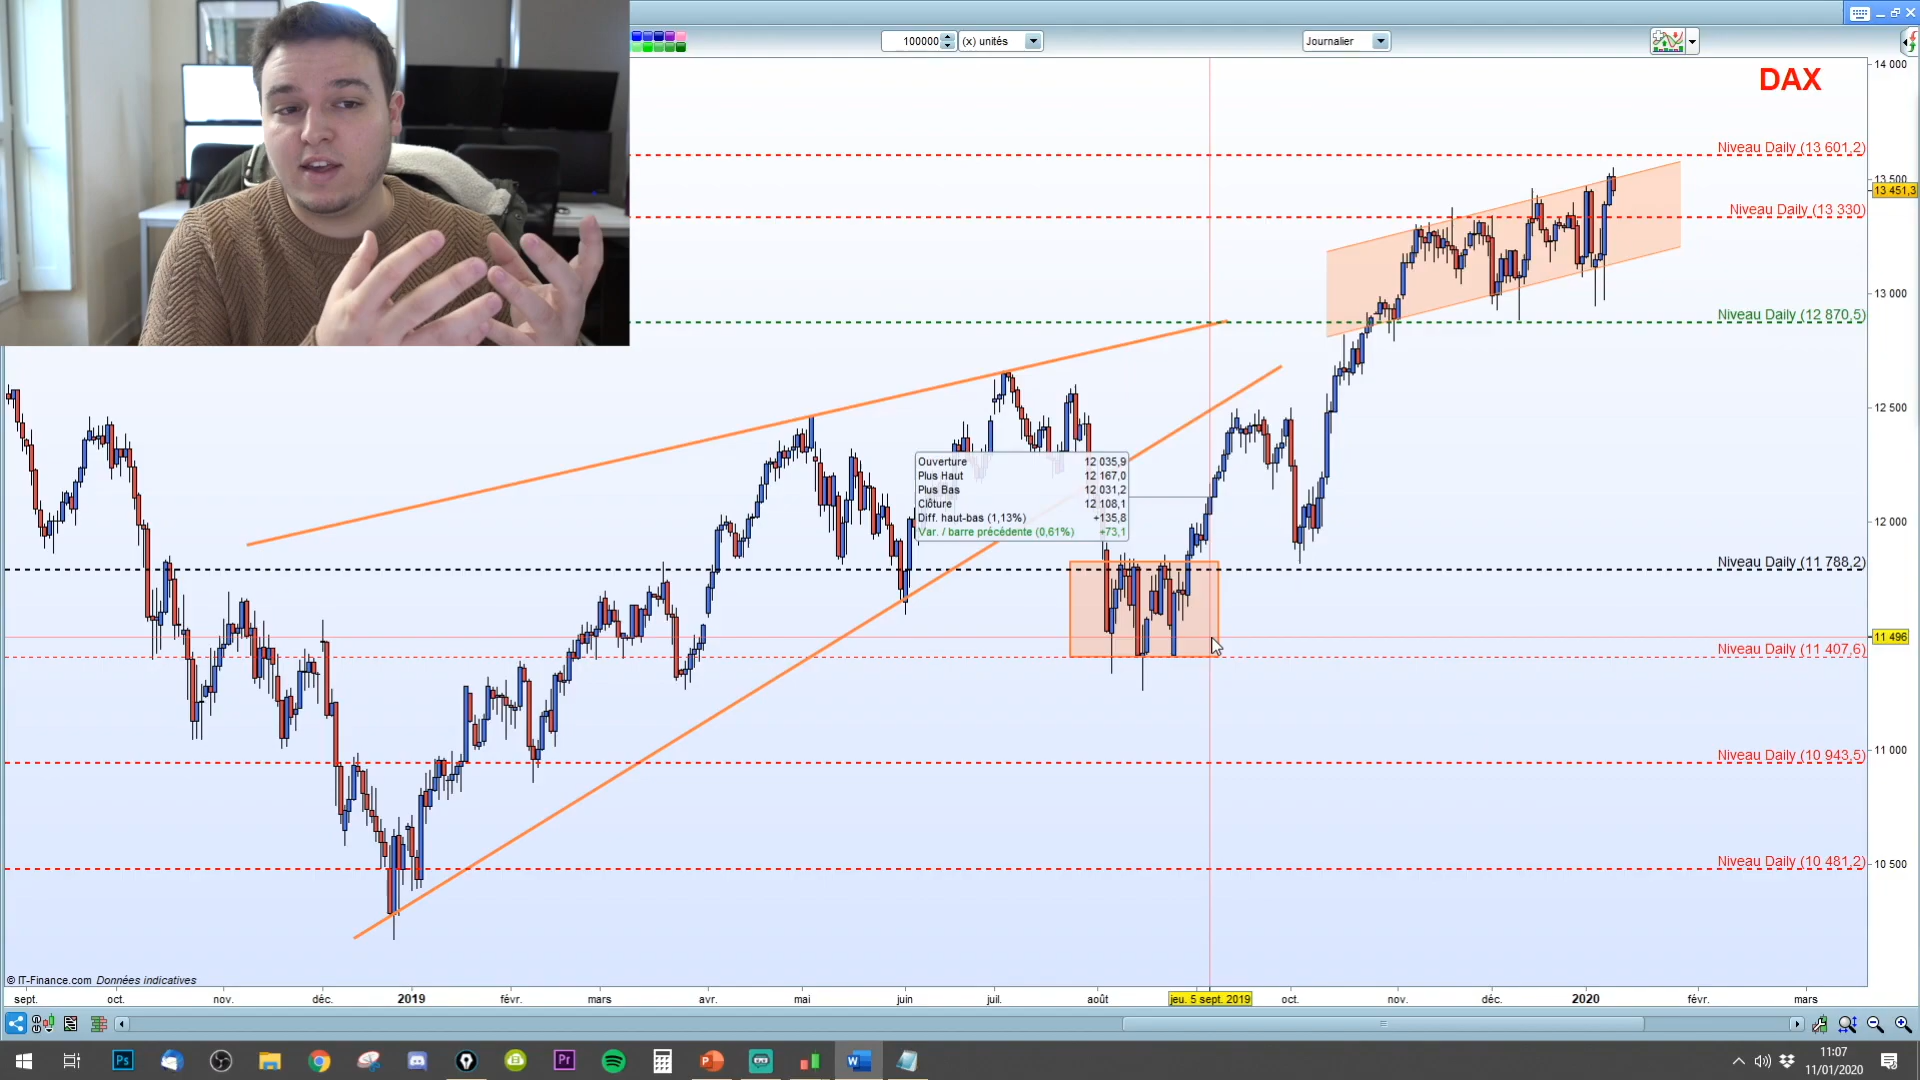 100000 (x) unités Journalier
DAX
14 000
Niveau Daily (13 601,2)
13 500
13 451,3
Niveau Daily (13 330)
13 000
Niveau Daily (12 870,5)
12 500
Ouverture 12 035,9
Plus Haut 12 167,0
Plus Bas 12 031,2
Clôture 12 108,1
Diff. haut-bas (1,13%) +135,8
Var. / barre précédente (0,61%) +73,1
12 000
Niveau Daily (11 788,2)
11 496
Niveau Daily (11 407,6)
11 000
Niveau Daily (10 943,5)
Niveau Daily (10 481,2)
10 500
© IT-Finance.com Données indicatives
sept. oct. nov. déc. 2019 févr. mars avr. mai juin juil. août jeu. 5 sept. 2019 oct. nov. déc. 2020 févr. mars
Ps Pr
11:07
11/01/2020